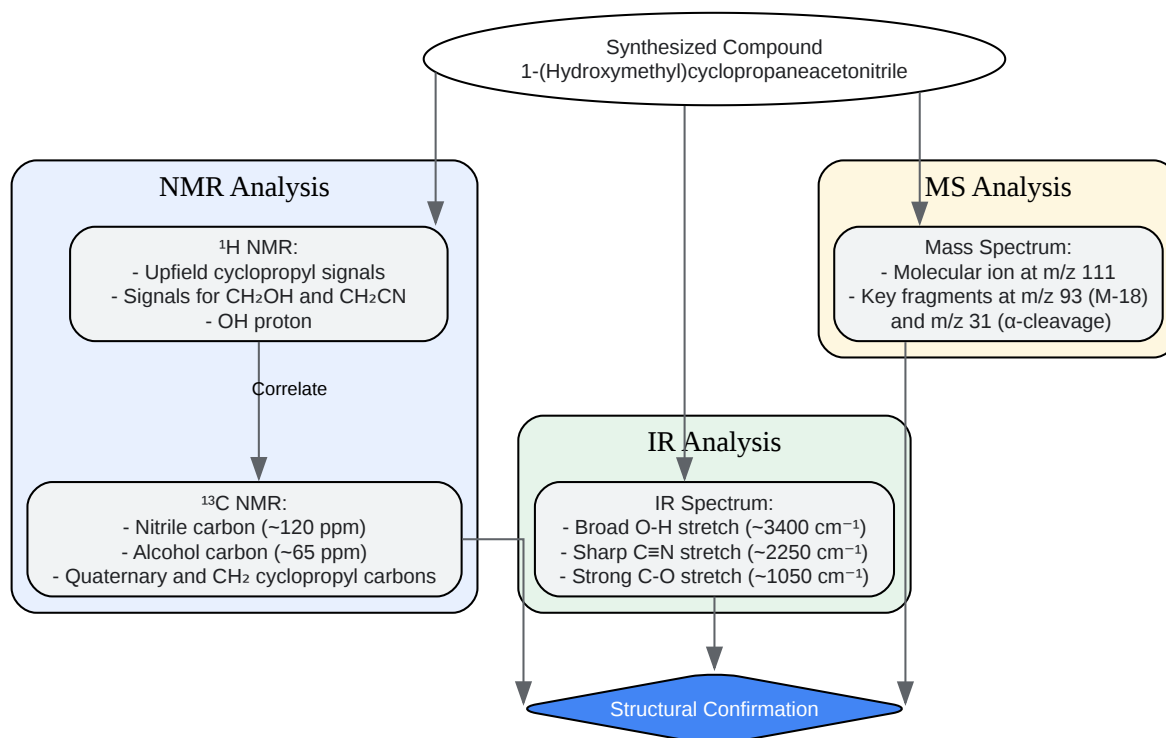 Synthesized Compound
1-(Hydroxymethyl)cyclopropaneacetonitrile
NMR Analysis
¹H NMR:
- Upfield cyclopropyl signals
- Signals for CH₂OH and CH₂CN
- OH proton
Correlate
¹³C NMR:
- Nitrile carbon (~120 ppm)
- Alcohol carbon (~65 ppm)
- Quaternary and CH₂ cyclopropyl carbons
MS Analysis
Mass Spectrum:
- Molecular ion at m/z 111
- Key fragments at m/z 93 (M-18)
and m/z 31 (α-cleavage)
IR Analysis
IR Spectrum:
- Broad O-H stretch (~3400 cm⁻¹)
- Sharp C≡N stretch (~2250 cm⁻¹)
- Strong C-O stretch (~1050 cm⁻¹)
Structural Confirmation